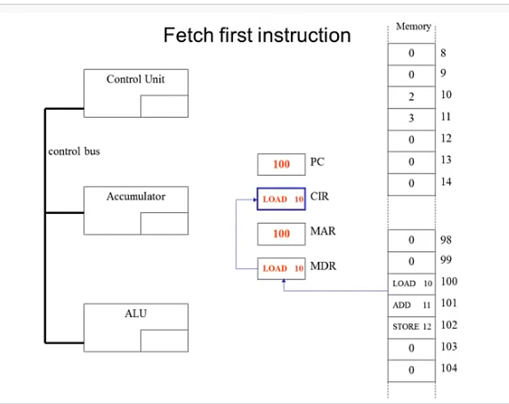 Fetch first instruction
Memory
0 8
0 9
2 10
3 11
0 12
0 13
0 14
0 98
0 99
LOAD 10 100
ADD 11 101
STORE 12 102
0 103
0 104
Control Unit
control bus
Accumulator
ALU
100 PC
LOAD 10 CIR
100 MAR
LOAD 10 MDR